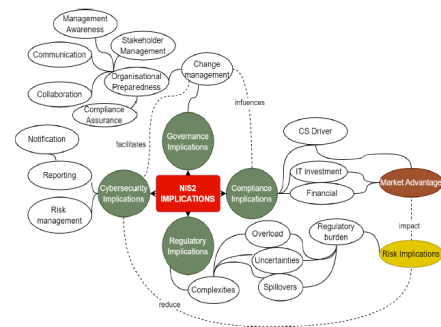 Management
Awareness
Stakeholder
Management
Communication
Organisational
Preparedness
Change
management
Collaboration
Compliance
Assurance
influences
Notification
facilitates
Governance
Implications
CS Driver
Reporting
Cybersecurity
Implications
NIS2
IMPLICATIONS
Compliance
Implications
IT investment
Market Advantage
Financial
Risk
management
Regulatory
Implications
Overload
Regulatory
burden
impact
Uncertainties
Risk Implications
Complexities
Spillovers
reduce